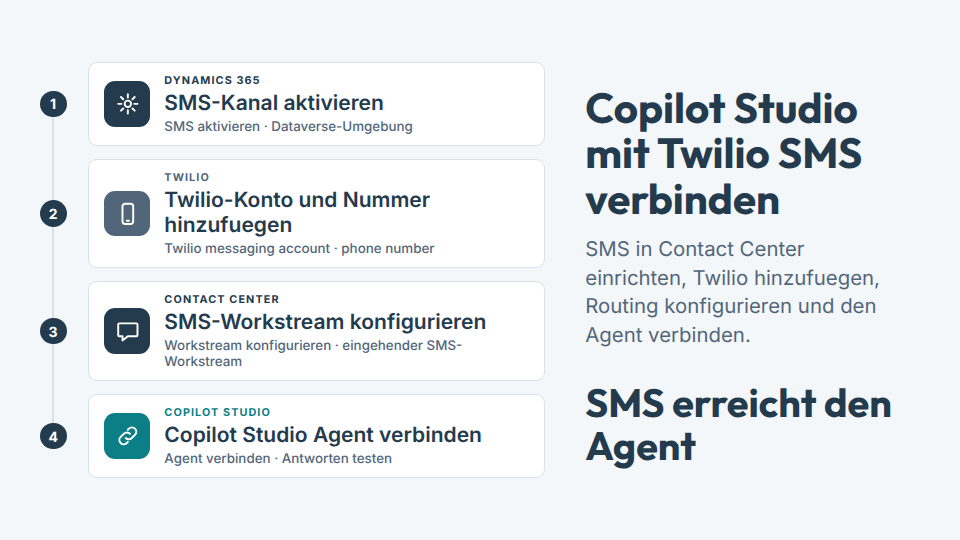 1
DYNAMICS 365
SMS-Kanal aktivieren
SMS aktivieren · Dataverse-Umgebung
2
TWILIO
Twilio-Konto und Nummer
hinzufuegen
Twilio messaging account · phone number
3
CONTACT CENTER
SMS-Workstream konfigurieren
Workstream konfigurieren · eingehender SMS-
Workstream
4
COPILOT STUDIO
Copilot Studio Agent verbinden
Agent verbinden · Antworten testen
Copilot Studio
mit Twilio SMS
verbinden
SMS in Contact Center
einrichten, Twilio hinzufuegen,
Routing konfigurieren und den
Agent verbinden.
SMS erreicht den
Agent